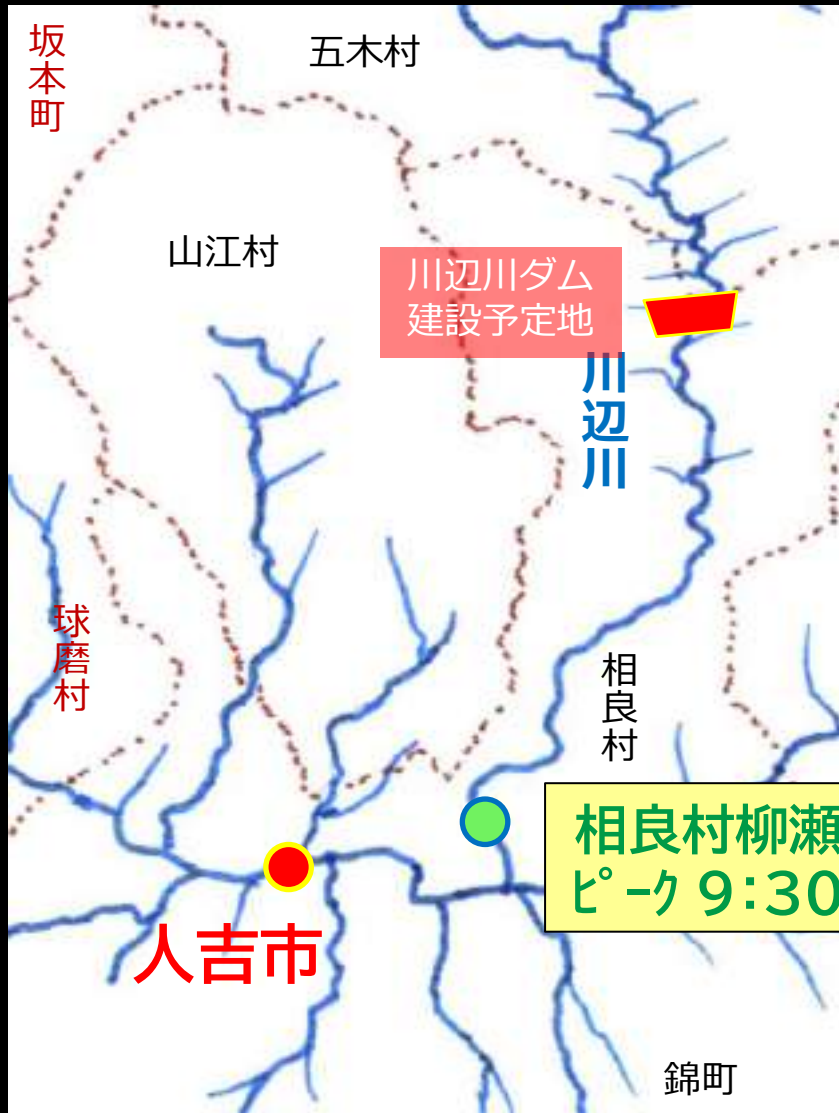 坂本町
五木村
山江村
川辺川ダム
建設予定地
川辺川
球磨村
相良村
相良村柳瀬
ピーク 9:30
人吉市
錦町